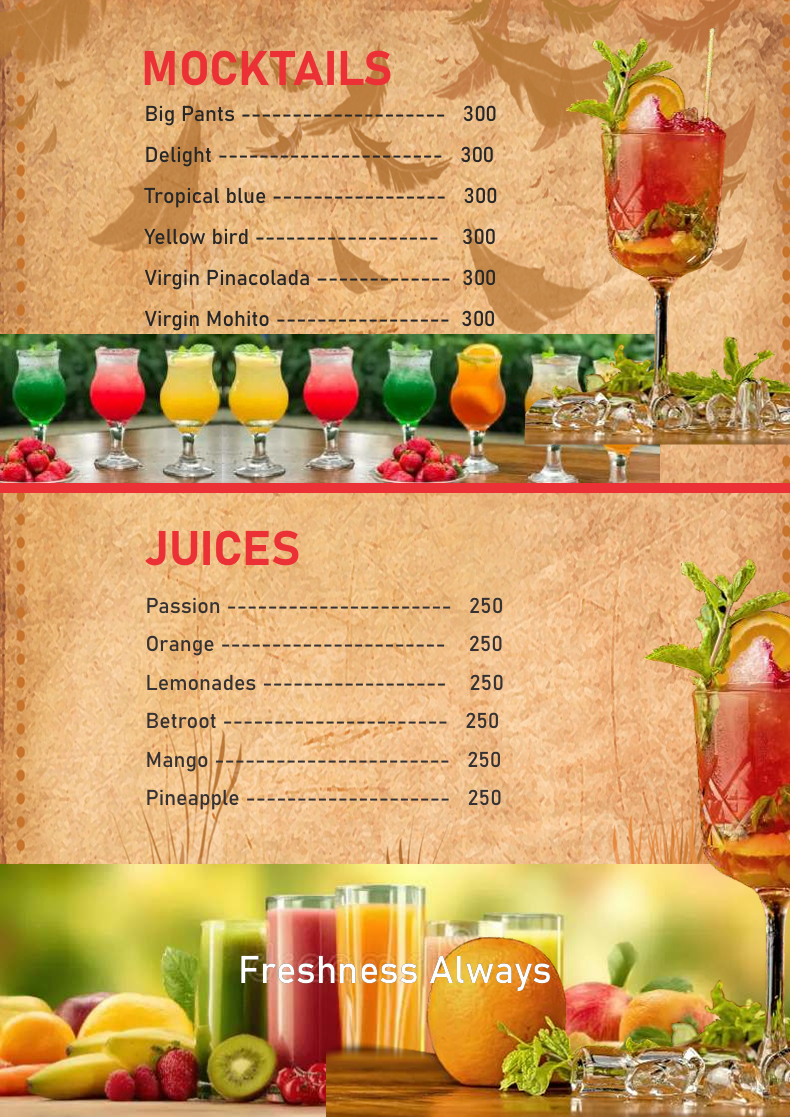 MOCKTAILS
Big Pants -------------------- 300
Delight ---------------------- 300
Tropical blue ----------------- 300
Yellow bird ------------------ 300
Virgin Pinacolada ------------- 300
Virgin Mohito ----------------- 300
JUICES
Passion ---------------------- 250
Orange ---------------------- 250
Lemonades ------------------ 250
Betroot ---------------------- 250
Mango ----------------------- 250
Pineapple -------------------- 250
Freshness Always